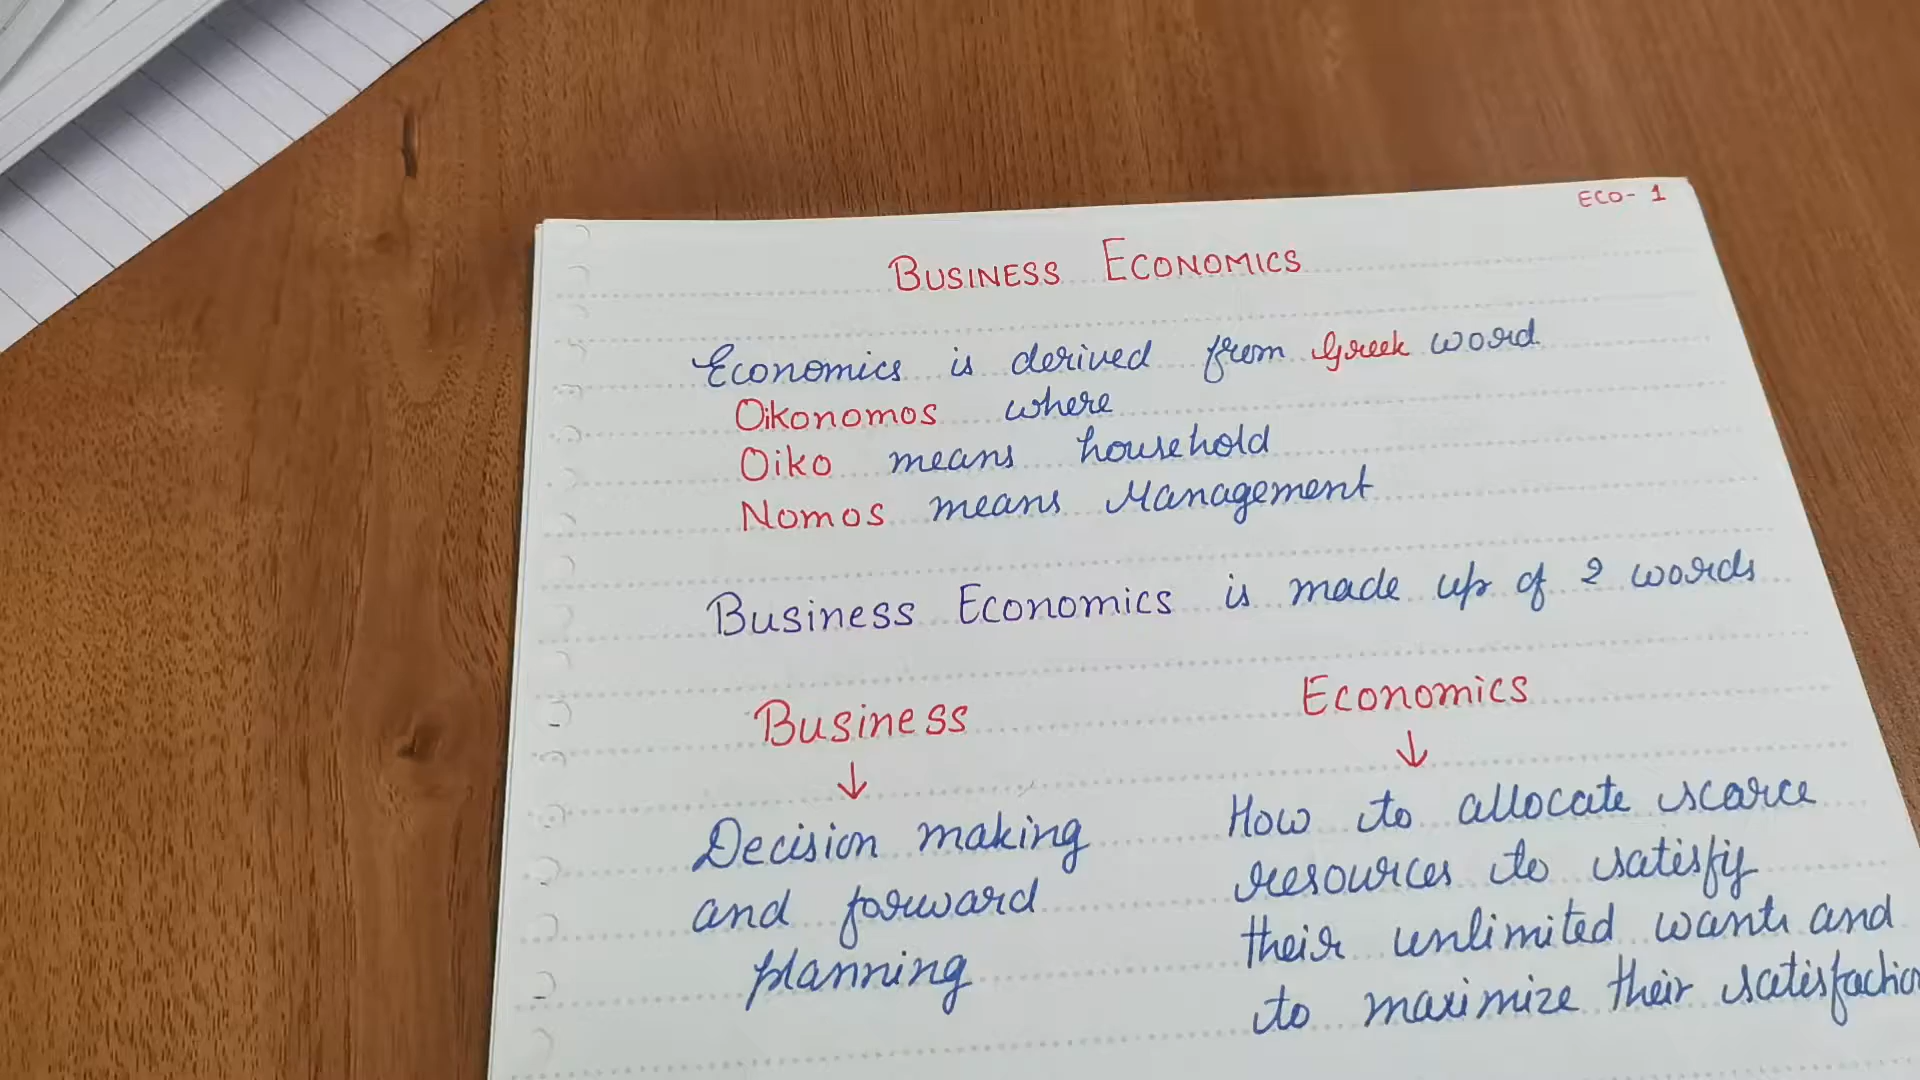 ECO- 1
BUSINESS ECONOMICS
Economics is derived from Greek word
Oikonomos where
Oiko means household
Nomos means Management
Business Economics is made up of 2 words
Business
Economics
↓
↓
Decision making
and forward
planning
How to allocate scarce
resources to satisfy
their unlimited wants and
to maximize their satisfaction